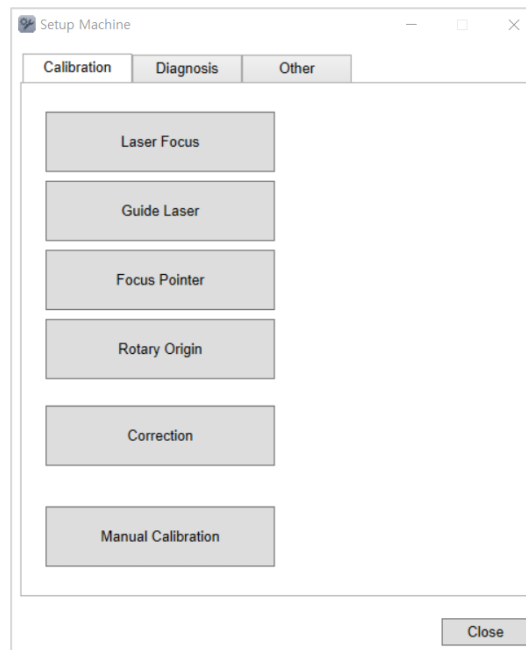 Setup Machine
Calibration Diagnosis Other
Laser Focus
Guide Laser
Focus Pointer
Rotary Origin
Correction
Manual Calibration
Close